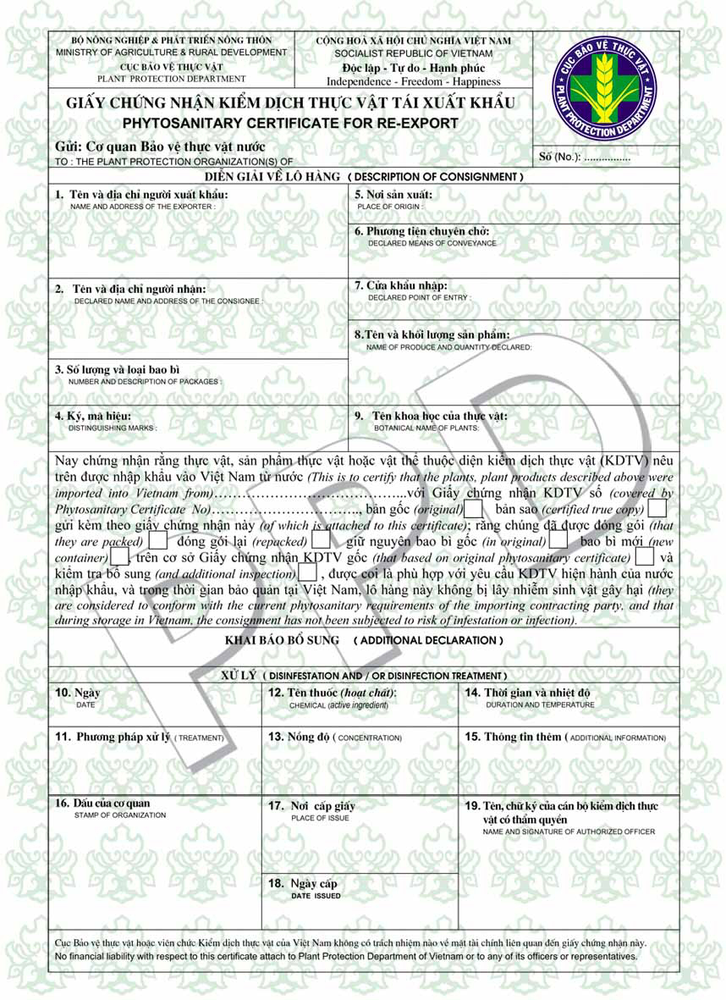 BỘ NÔNG NGHIỆP & PHÁT TRIỂN NÔNG THÔN
MINISTRY OF AGRICULTURE & RURAL DEVELOPMENT
CỤC BẢO VỆ THỰC VẬT
PLANT PROTECTION DEPARTMENT
CỘNG HOÀ XÃ HỘI CHỦ NGHĨA VIỆT NAM
SOCIALIST REPUBLIC OF VIETNAM
Độc lập - Tự do - Hạnh phúc
Independence - Freedom - Happiness
CỤC BẢO VỆ THỰC VẬT
PLANT PROTECTION DEPARTMENT
GIẤY CHỨNG NHẬN KIỂM DỊCH THỰC VẬT TÁI XUẤT KHẨU
PHYTOSANITARY CERTIFICATE FOR RE-EXPORT
Gửi: Cơ quan Bảo vệ thực vật nước
TO : THE PLANT PROTECTION ORGANIZATION(S) OF
Số (No.): ................
DIỄN GIẢI VỀ LÔ HÀNG ( DESCRIPTION OF CONSIGNMENT )
1. Tên và địa chỉ người xuất khẩu:
NAME AND ADDRESS OF THE EXPORTER :
5. Nơi sản xuất:
PLACE OF ORIGIN :
6. Phương tiện chuyên chở:
DECLARED MEANS OF CONVEYANCE
2. Tên và địa chỉ người nhận:
DECLARED NAME AND ADDRESS OF THE CONSIGNEE :
7. Cửa khẩu nhập:
DECLARED POINT OF ENTRY :
8.Tên và khối lượng sản phẩm:
NAME OF PRODUCE AND QUANTITY DECLARED:
3. Số lượng và loại bao bì
NUMBER AND DESCRIPTION OF PACKAGES :
4. Ký, mã hiệu:
DISTINGUISHING MARKS :
9. Tên khoa học của thực vật:
BOTANICAL NAME OF PLANTS:
Nay chứng nhận rằng thực vật, sản phẩm thực vật hoặc vật thể thuộc diện kiểm dịch thực vật (KDTV) nêu
trên được nhập khẩu vào Việt Nam từ nước (This is to certify that the plants, plant products described above were
imported into Vietnam from)…………………………………..với Giấy chứng nhận KDTV số (covered by
Phytosanitary Certificate No)…………………………., bản gốc (original) , bản sao (certified true copy)
gửi kèm theo giấy chứng nhận này (of which is attached to this certificate); rằng chúng đã được đóng gói (that
they are packed) đóng gói lại (repacked) , giữ nguyên bao bì gốc (in original) bao bì mới (new
container) , trên cơ sở Giấy chứng nhận KDTV gốc (that based on original phytosanitary certificate) và
kiểm tra bổ sung (and additional inspection) , được coi là phù hợp với yêu cầu KDTV hiện hành của nước
nhập khẩu, và trong thời gian bảo quản tại Việt Nam, lô hàng này không bị lây nhiễm sinh vật gây hại (they
are considered to conform with the current phytosanitary requirements of the importing contracting party, and that
during storage in Vietnam, the consignment has not been subjected to risk of infestation or infection).
KHAI BÁO BỔ SUNG ( ADDITIONAL DECLARATION )
XỬ LÝ ( DISINFESTATION AND / OR DISINFECTION TREATMENT )
10. Ngày
DATE
12. Tên thuốc (hoạt chất):
CHEMICAL (active ingredient)
14. Thời gian và nhiệt độ
DURATION AND TEMPERATURE
11. Phương pháp xử lý ( TREATMENT)
13. Nồng độ ( CONCENTRATION)
15. Thông tin thêm ( ADDITIONAL INFORMATION)
16. Dấu của cơ quan
STAMP OF ORGANIZATION
17. Nơi cấp giấy
PLACE OF ISSUE
19. Tên, chữ ký của cán bộ kiểm dịch thực
vật có thẩm quyền
NAME AND SIGNATURE OF AUTHORIZED OFFICER
18. Ngày cấp
DATE ISSUED
Cục Bảo vệ thực vật hoặc viên chức Kiểm dịch thực vật của Việt Nam không có trách nhiệm nào về mặt tài chính liên quan đến giấy chứng nhận này.
No financial liability with respect to this certificate attach to Plant Protection Department of Vietnam or to any of its officers or representatives.
PPD